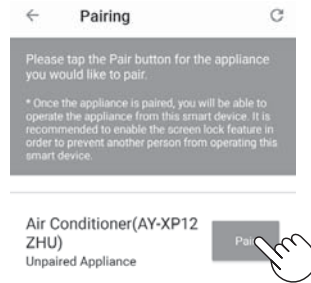 Pairing
Please tap the Pair button for the appliance
you would like to pair.
* Once the appliance is paired, you will be able to
operate the appliance from this smart device. It is
recommended to enable the screen lock feature in
order to prevent another person from operating this
smart device.
Air Conditioner(AY-XP12
ZHU)
Pai
Unpaired Appliance